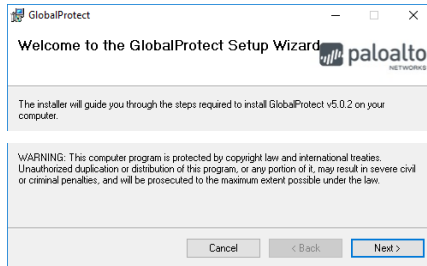 GlobalProtect
Welcome to the GlobalProtect Setup Wizard
paloalto
NETWORKS
The installer will guide you through the steps required to install GlobalProtect v5.0.2 on your
computer.
WARNING: This computer program is protected by copyright law and international treaties.
Unauthorized duplication or distribution of this program, or any portion of it, may result in severe civil
or criminal penalties, and will be prosecuted to the maximum extent possible under the law.
Cancel < Back Next >